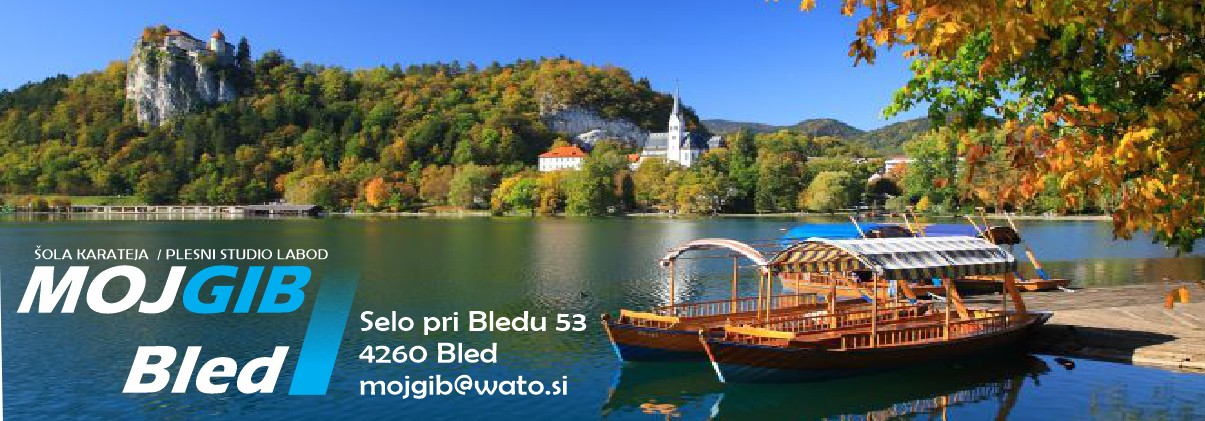 ŠOLA KARATEJA / PLESNI STUDIO LABOD
MOJGIB
Bled
Selo pri Bledu 53
4260 Bled
mojgib@wato.si